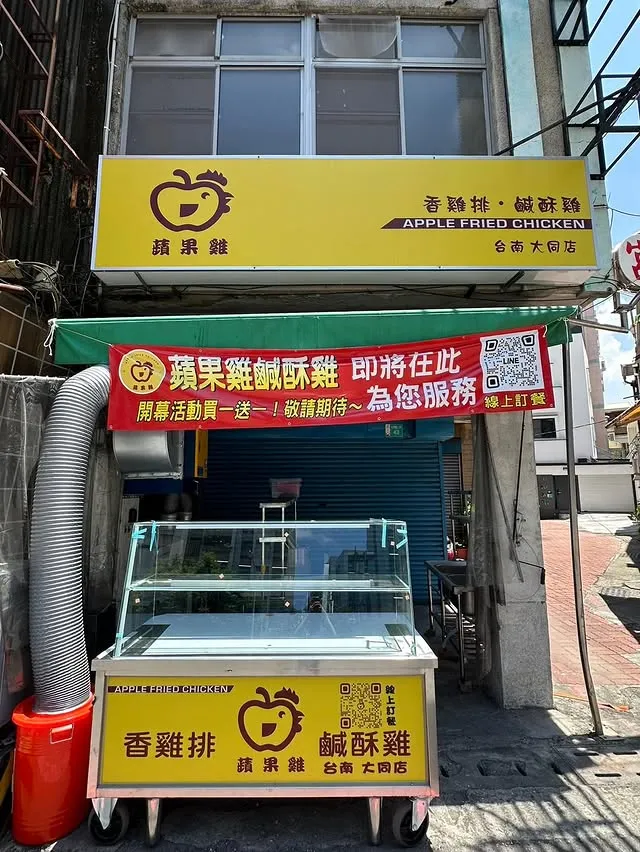 蘋果雞
香雞排·鹹酥雞
APPLE FRIED CHICKEN
台南 大同店
蘋果雞鹹酥雞 即將在此
開幕活動買一送一！敬請期待~ 為您服務
LINE
線上訂餐
APPLE FRIED CHICKEN
香雞排
蘋果雞
鹹酥雞
台南 大同店
線上訂餐